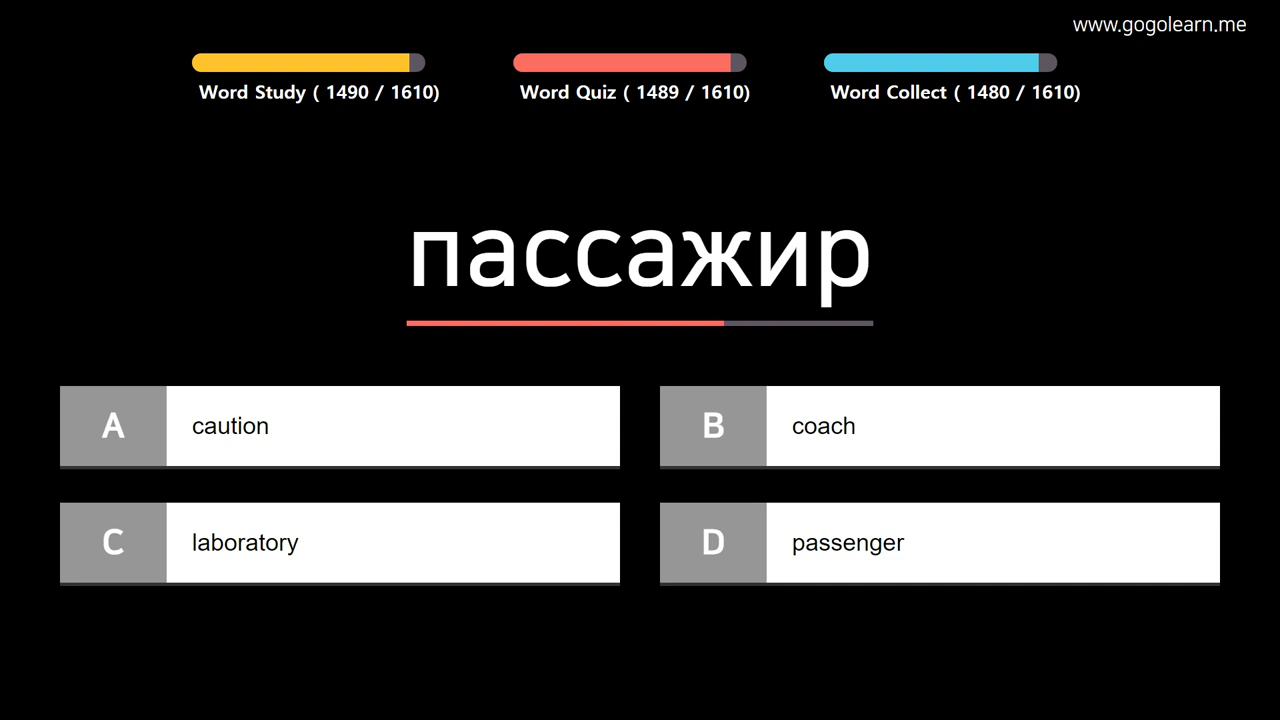 www.gogolearn.me
Word Study ( 1490 / 1610)
Word Quiz ( 1489 / 1610)
Word Collect ( 1480 / 1610)
пассажир
A caution
B coach
C laboratory
D passenger